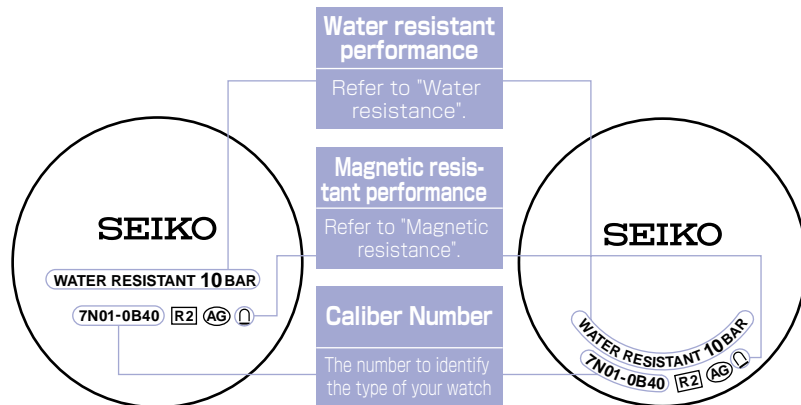 Water resistant
performance
Refer to "Water
resistance".
Magnetic resis-
tant performance
Refer to "Magnetic
resistance".
Caliber Number
The number to identify
the type of your watch
SEIKO
WATER RESISTANT 10 BAR
7N01-0B40 R2 AG
SEIKO
WATER RESISTANT 10 BAR
7N01-0B40 R2 AG